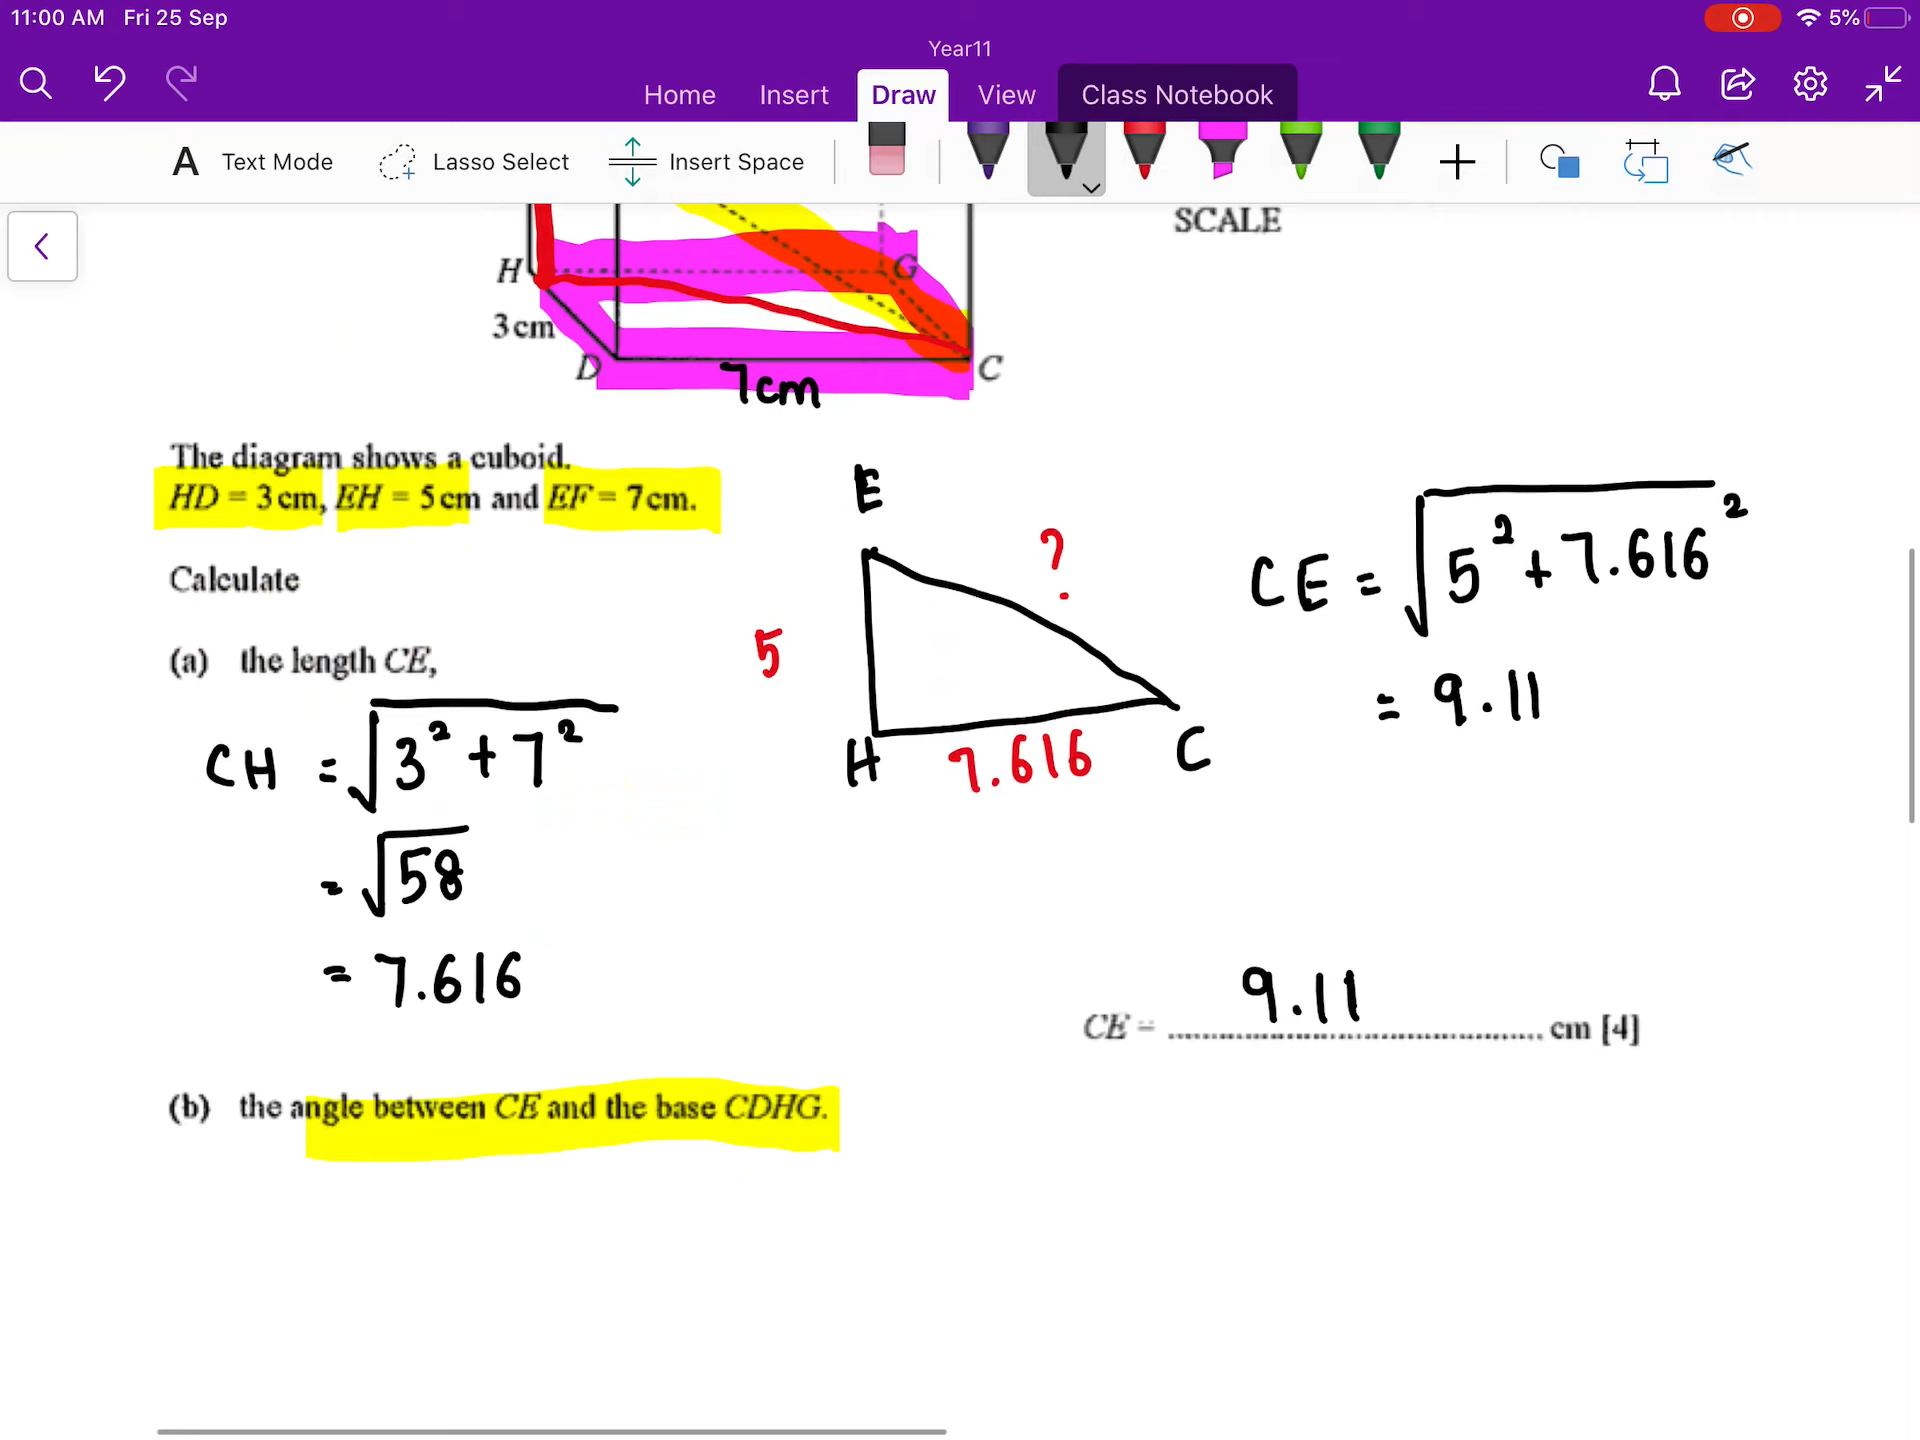 11:00 AM Fri 25 Sep
5%
Year11
Home Insert Draw View Class Notebook
A Text Mode Lasso Select Insert Space
SCALE
H
G
3 cm
D
C
7cm
The diagram shows a cuboid.
HD = 3 cm, EH = 5 cm and EF = 7 cm.
Calculate
(a) the length CE,
CH = √3² + 7²
= √58
= 7.616
E
?
5
H
7.616
C
CE = √5² + 7.616²
= 9.11
9.11
CE = ........................................ cm [4]
(b) the angle between CE and the base CDHG.